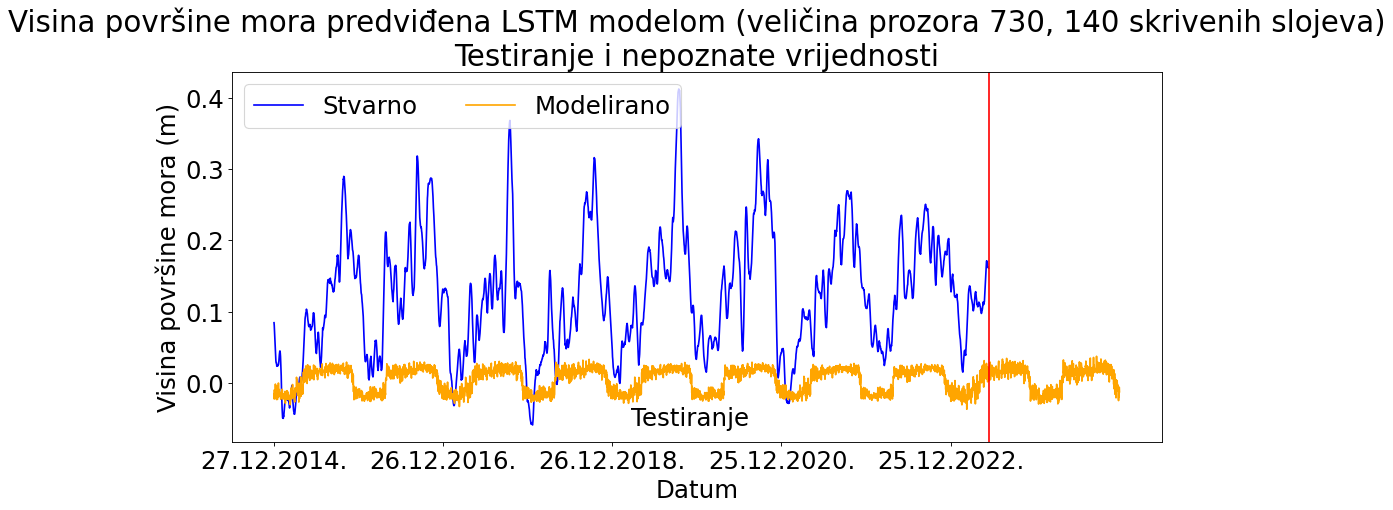 Visina površine mora predviđena LSTM modelom (veličina prozora 730, 140 skrivenih slojeva)
Testiranje i nepoznate vrijednosti
Stvarno Modelirano
Visina površine mora (m)
0.4
0.3
0.2
0.1
0.0
Testiranje
27.12.2014. 26.12.2016. 26.12.2018. 25.12.2020. 25.12.2022.
Datum